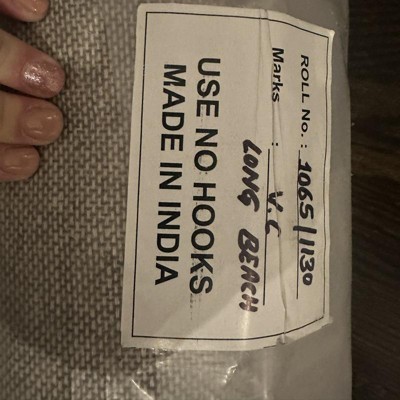 ROLL No. : 1065/1130
Marks : V.C
LONG BEACH
USE NO HOOKS
MADE IN INDIA